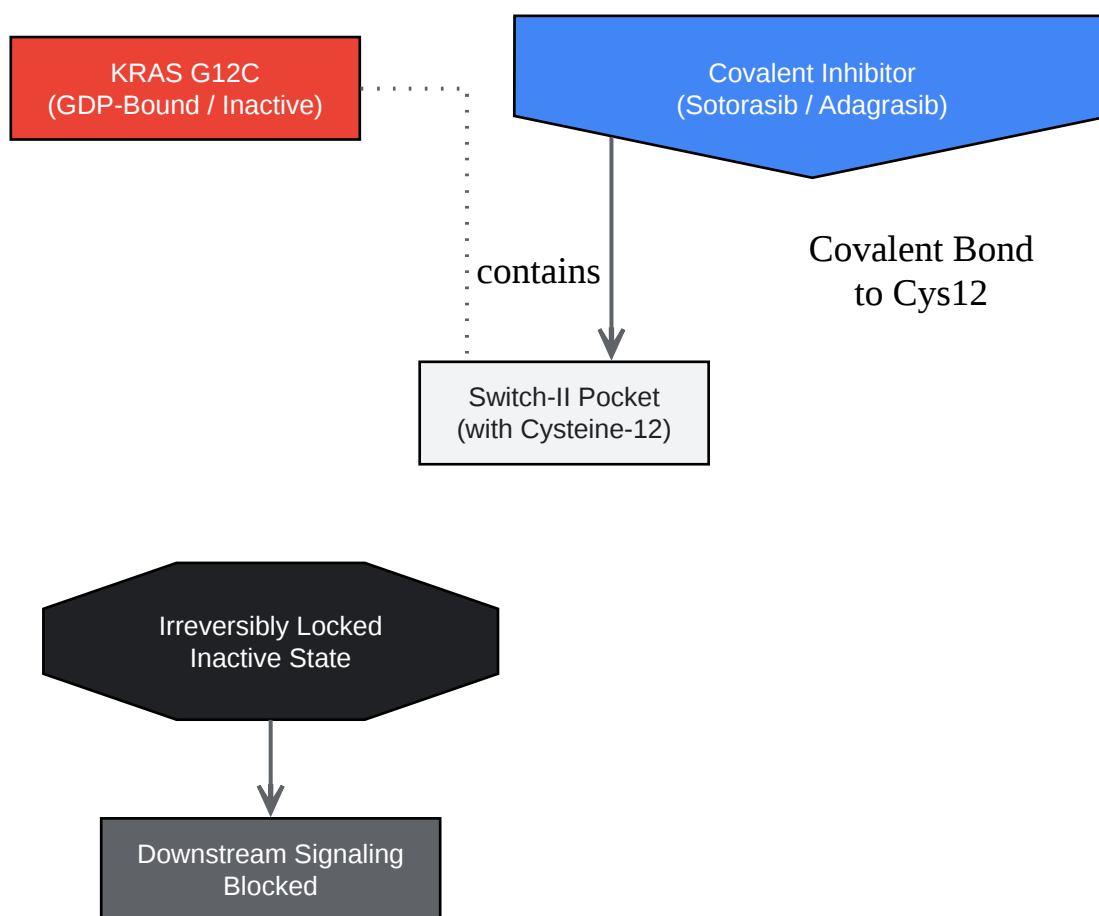 KRAS G12C
(GDP-Bound / Inactive)
Covalent Inhibitor
(Sotorasib / Adagrasib)
contains
Covalent Bond
to Cys12
Switch-II Pocket
(with Cysteine-12)
Irreversibly Locked
Inactive State
Downstream Signaling
Blocked